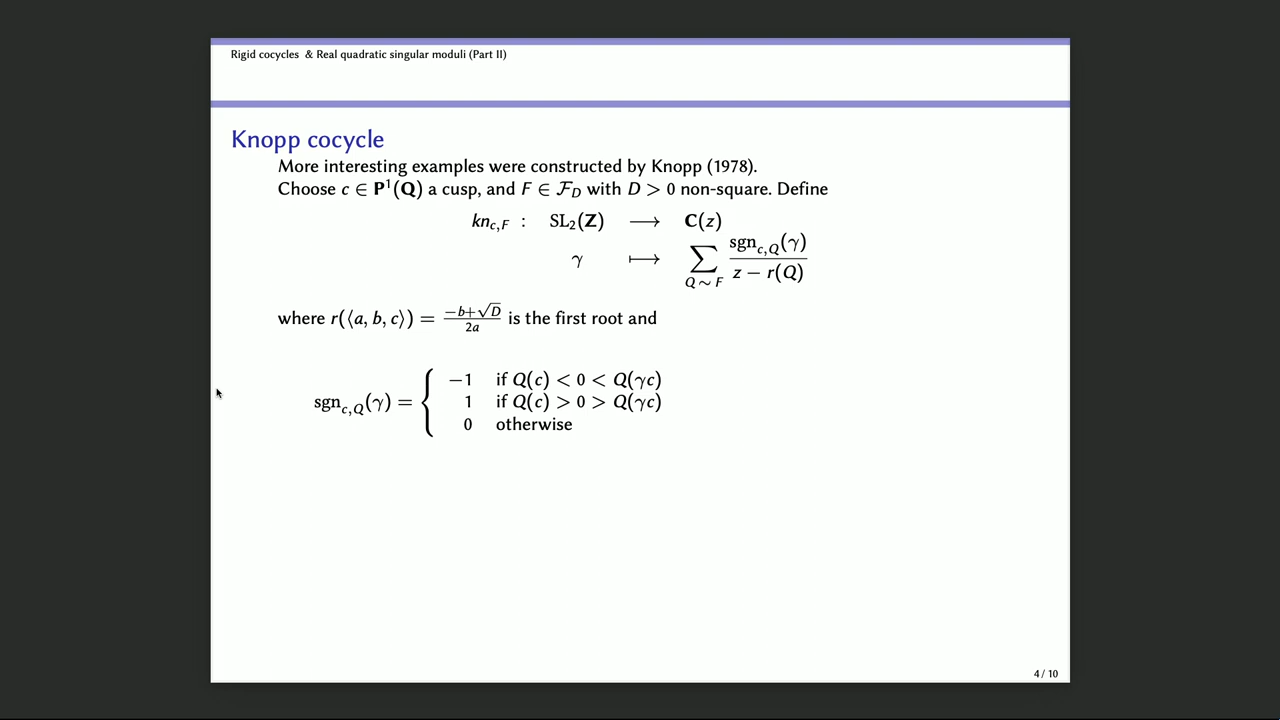 Rigid cocycles & Real quadratic singular moduli (Part II)
Knopp cocycle
More interesting examples were constructed by Knopp (1978).
Choose c ∈ P¹(Q) a cusp, and F ∈ 𝓕_D with D > 0 non-square. Define
kn_{c,F} : SL₂(Z) ⟶ C(z)
γ ⟼ ∑_{Q∼F} sgn_{c,Q}(γ) / (z − r(Q))
where r(⟨a, b, c⟩) = (−b+√D)/2a is the first root and
sgn_{c,Q}(γ) = { −1 if Q(c) < 0 < Q(γc)
1 if Q(c) > 0 > Q(γc)
0 otherwise
4 / 10